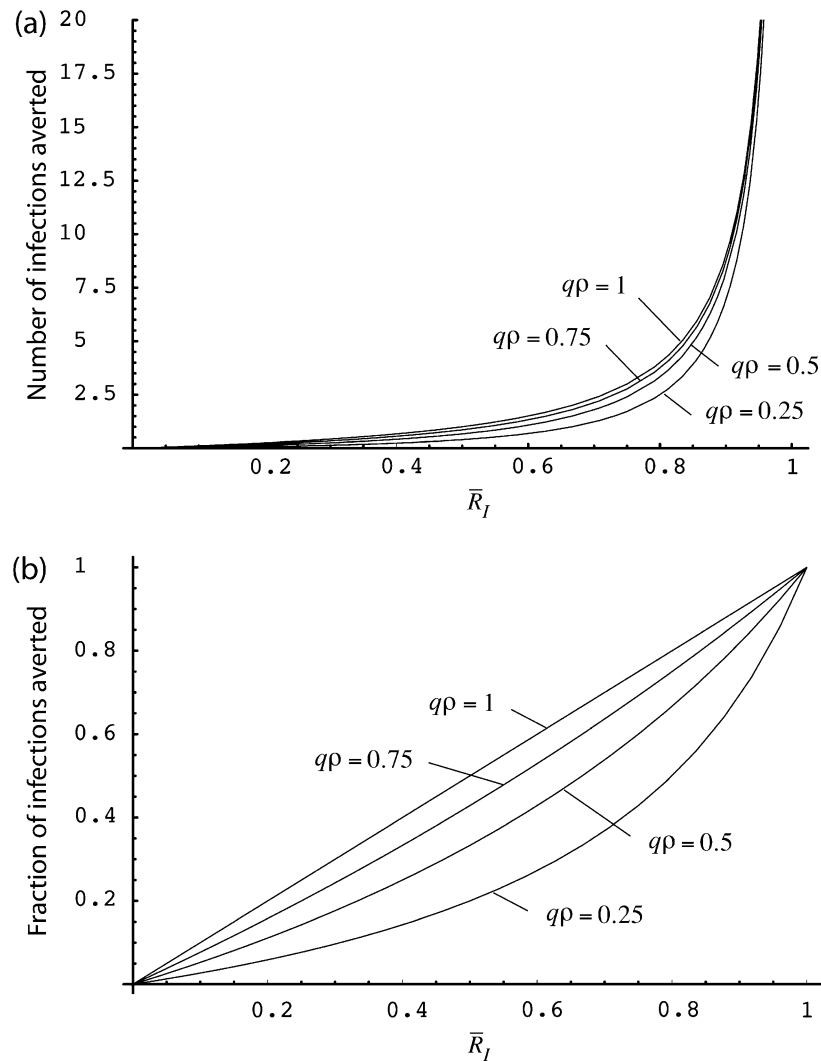 (a)
Number of infections averted
20
17.5
15
12.5
10
7.5
5
2.5
qρ = 1
qρ = 0.75
qρ = 0.5
qρ = 0.25
0.2 0.4 0.6 0.8 1
R̅_I
(b)
Fraction of infections averted
1
0.8
0.6
0.4
0.2
qρ = 1
qρ = 0.75
qρ = 0.5
qρ = 0.25
0.2 0.4 0.6 0.8 1
R̅_I